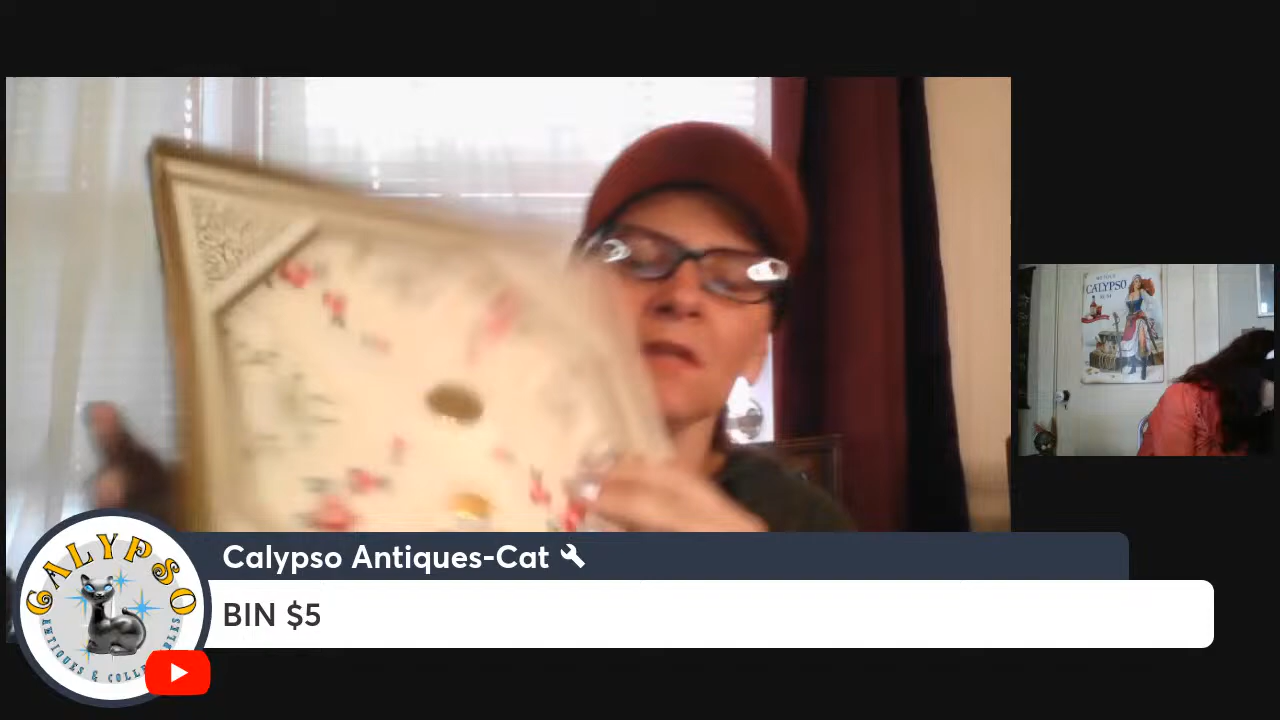 CALYPSO
Calypso Antiques-Cat
BIN $5
CALYPSO
ANTIQUES & COLLECTIBLES